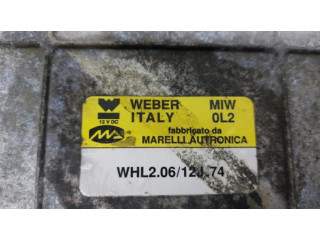 WEBER MIW
12 V DC ITALY 0L2
fabbricato da
MARELLI AUTRONICA
WHL2.06/12J.74